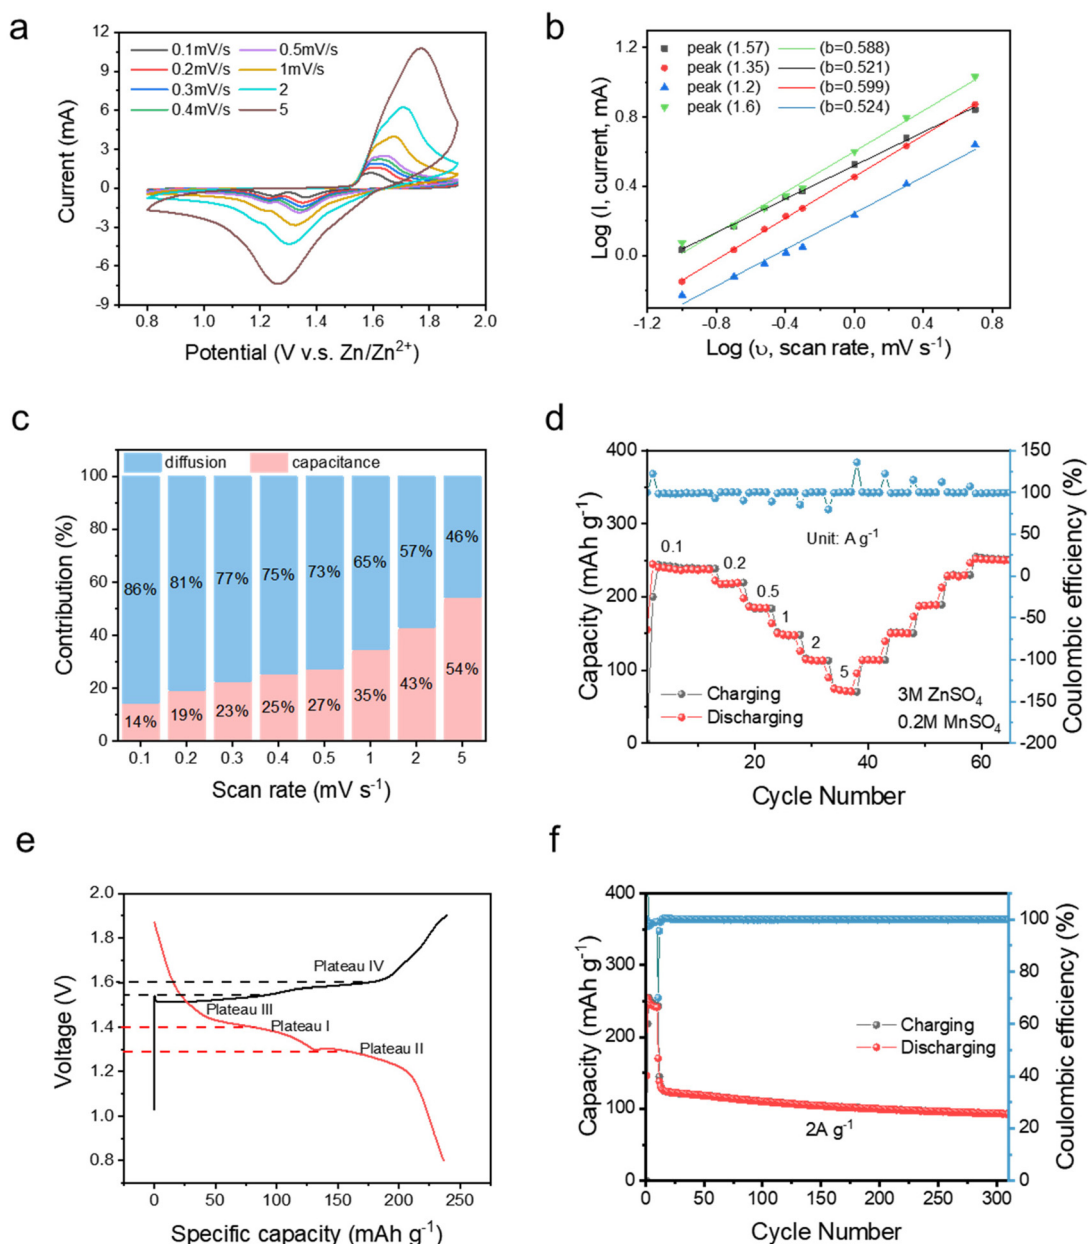 a
12
9
6
3
0
-3
-6
-9
Current (mA)
0.1mV/s
0.2mV/s
0.3mV/s
0.4mV/s
0.5mV/s
1mV/s
2
5
0.8 1.0 1.2 1.4 1.6 1.8 2.0
Potential (V v.s. Zn/Zn²⁺)
b
1.2
0.8
0.4
0.0
Log (I, current, mA)
peak (1.57)
peak (1.35)
peak (1.2)
peak (1.6)
(b=0.588)
(b=0.521)
(b=0.599)
(b=0.524)
-1.2 -0.8 -0.4 0.0 0.4 0.8
Log (υ, scan rate, mV s⁻¹)
c
100
80
60
40
20
0
Contribution (%)
diffusion
capacitance
86% 81% 77% 75% 73% 65% 57% 46%
14% 19% 23% 25% 27% 35% 43% 54%
0.1 0.2 0.3 0.4 0.5 1 2 5
Scan rate (mV s⁻¹)
d
400
300
200
100
0
Capacity (mAh g⁻¹)
150
100
50
0
-50
-100
-150
-200
Coulombic efficiency (%)
Unit: A g⁻¹
0.1
0.2
0.5
1
2
5
Charging
Discharging
3M ZnSO₄
0.2M MnSO₄
20 40 60
Cycle Number
e
2.0
1.8
1.6
1.4
1.2
1.0
0.8
Voltage (V)
Plateau IV
Plateau III
Plateau I
Plateau II
0 50 100 150 200 250
Specific capacity (mAh g⁻¹)
f
400
300
200
100
0
Capacity (mAh g⁻¹)
100
80
60
40
20
0
Coulombic efficiency (%)
Charging
Discharging
2A g⁻¹
0 50 100 150 200 250 300
Cycle Number